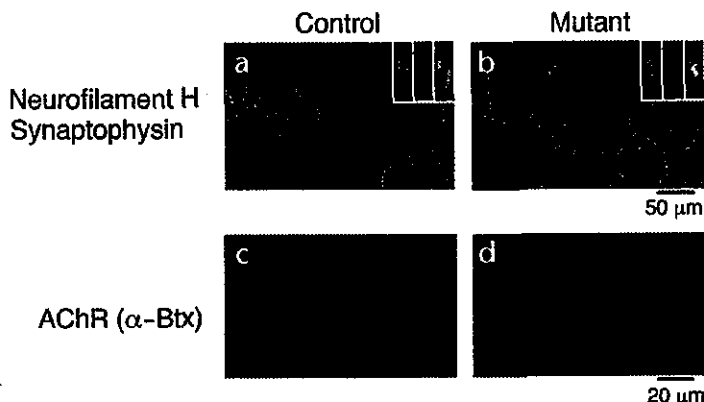 Control Mutant
a b
Neurofilament H
Synaptophysin
50 μm
c d
AChR (α-Btx)
20 μm